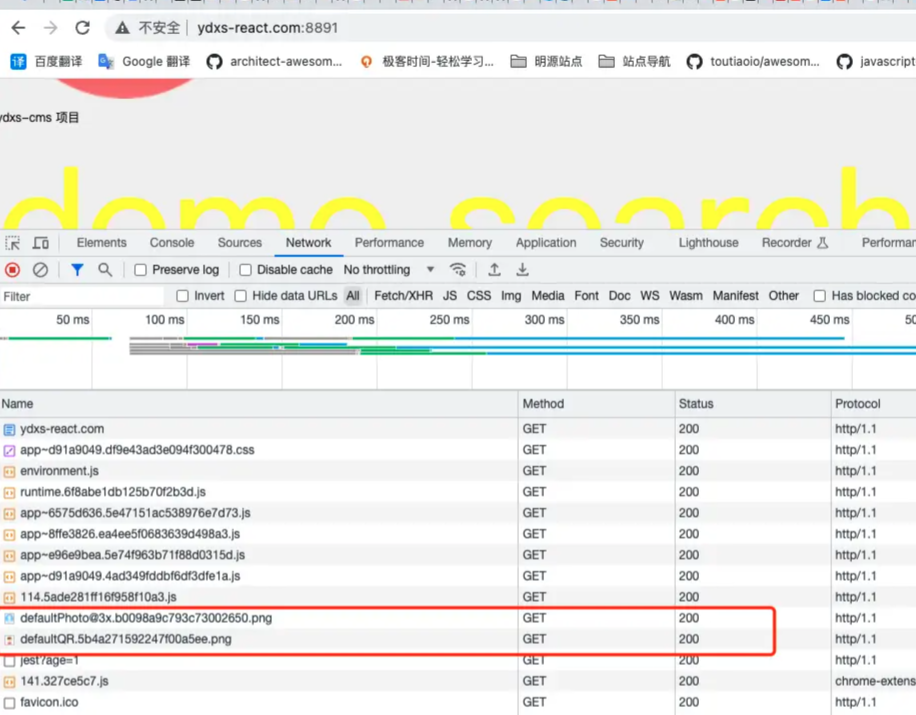 不安全 ydxs-react.com:8891
百度翻译 Google 翻译 architect-awesom... 极客时间-轻松学习... 明源站点 站点导航 toutiaoio/awesom... javascript
ydxs-cms 项目
demo search
Elements Console Sources Network Performance Memory Application Security Lighthouse Recorder Performan
Preserve log Disable cache No throttling
Filter Invert Hide data URLs All Fetch/XHR JS CSS Img Media Font Doc WS Wasm Manifest Other Has blocked co
50 ms 100 ms 150 ms 200 ms 250 ms 300 ms 350 ms 400 ms 450 ms 50
Name Method Status Protocol
ydxs-react.com GET 200 http/1.1
app~d91a9049.df9e43ad3e094f300478.css GET 200 http/1.1
environment.js GET 200 http/1.1
runtime.6f8abe1db125b70f2b3d.js GET 200 http/1.1
app~6575d636.5e47151ac538976e7d73.js GET 200 http/1.1
app~8ffe3826.ea4ee5f0683639d498a3.js GET 200 http/1.1
app~e96e9bea.5e74f963b71f88d0315d.js GET 200 http/1.1
app~d91a9049.4ad349fddbf6df3dfe1a.js GET 200 http/1.1
114.5ade281ff16f958f10a3.js GET 200 http/1.1
defaultPhoto@3x.b0098a9c793c73002650.png GET 200 http/1.1
defaultQR.5b4a271592247f00a5ee.png GET 200 http/1.1
jest?age=1 GET 200 http/1.1
141.327ce5c7.js GET 200 chrome-extens
favicon.ico GET 200 http/1.1